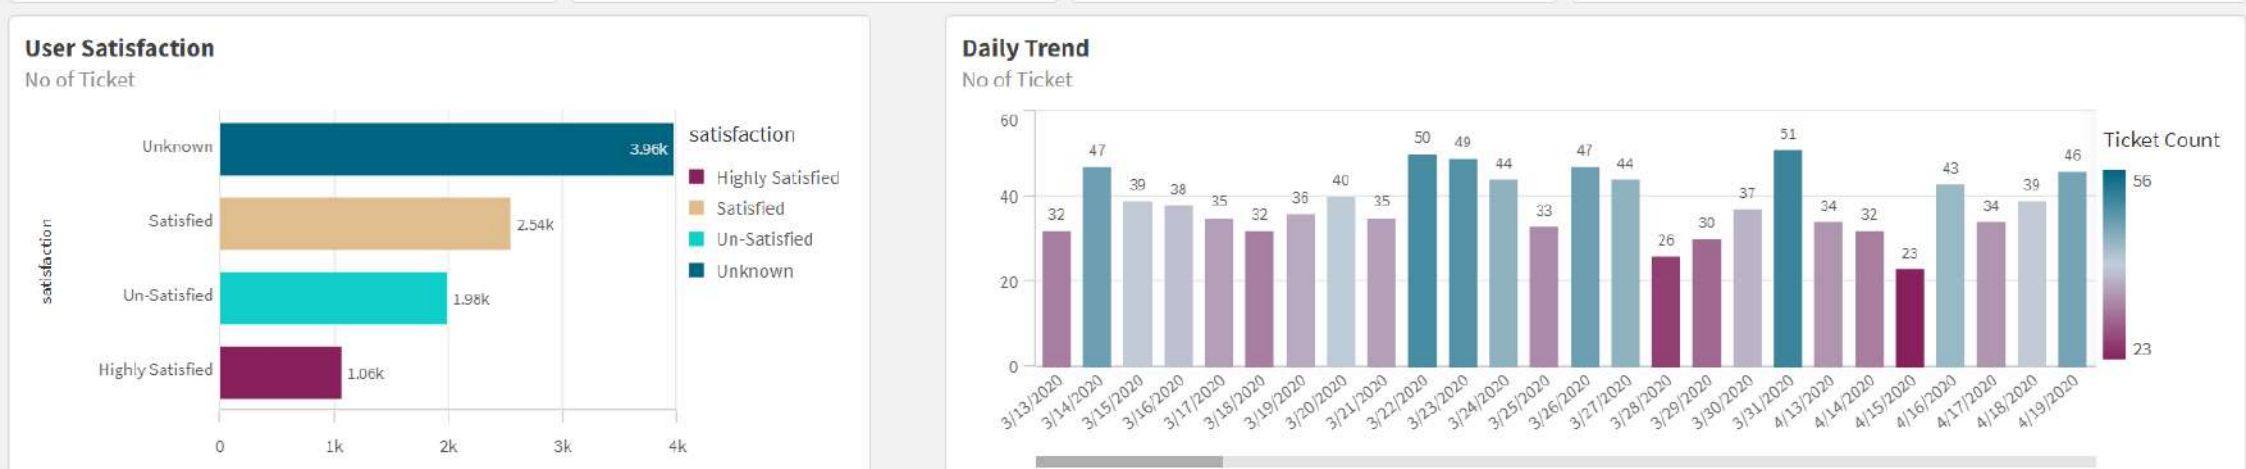 User Satisfaction
No of Ticket
satisfaction
Unknown
3.96k
Satisfied
2.54k
Un-Satisfied
1.98k
Highly Satisfied
1.06k
0 1k 2k 3k 4k
satisfaction
Highly Satisfied
Satisfied
Un-Satisfied
Unknown
Daily Trend
No of Ticket
60
40
20
0
32 47 39 38 35 32 36 40 35 50 49 44 33 47 44 26 30 37 51 34 32 23 43 34 39 46
3/13/2020 3/14/2020 3/15/2020 3/16/2020 3/17/2020 3/18/2020 3/19/2020 3/20/2020 3/21/2020 3/22/2020 3/23/2020 3/24/2020 3/25/2020 3/26/2020 3/27/2020 3/28/2020 3/29/2020 3/30/2020 3/31/2020 4/13/2020 4/14/2020 4/15/2020 4/16/2020 4/17/2020 4/18/2020 4/19/2020
Ticket Count
56
23